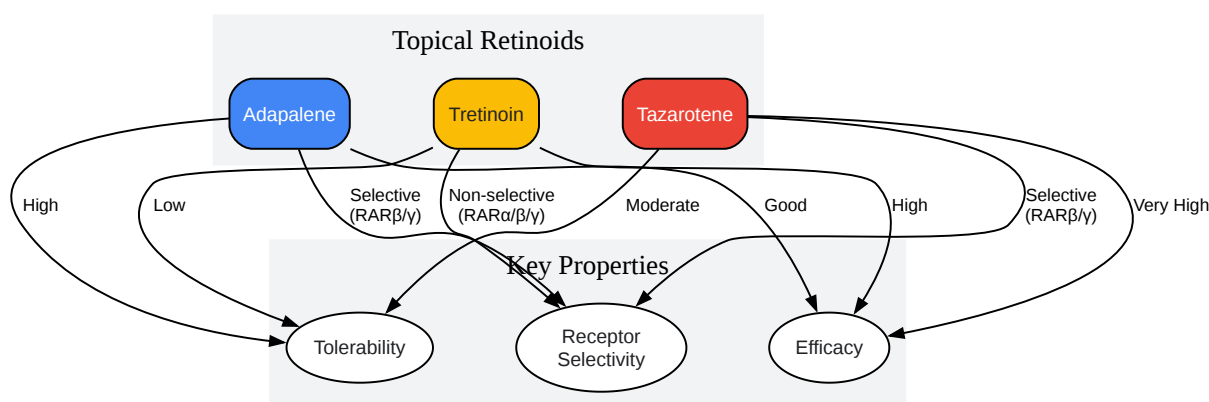 Topical Retinoids
Adapalene
Tretinoin
Tazarotene
High
Low
Selective
(RARβ/γ)
Non-selective
(RARα/β/γ)
Moderate
Good
High
Selective
(RARβ/γ)
Very High
Key Properties
Tolerability
Receptor
Selectivity
Efficacy